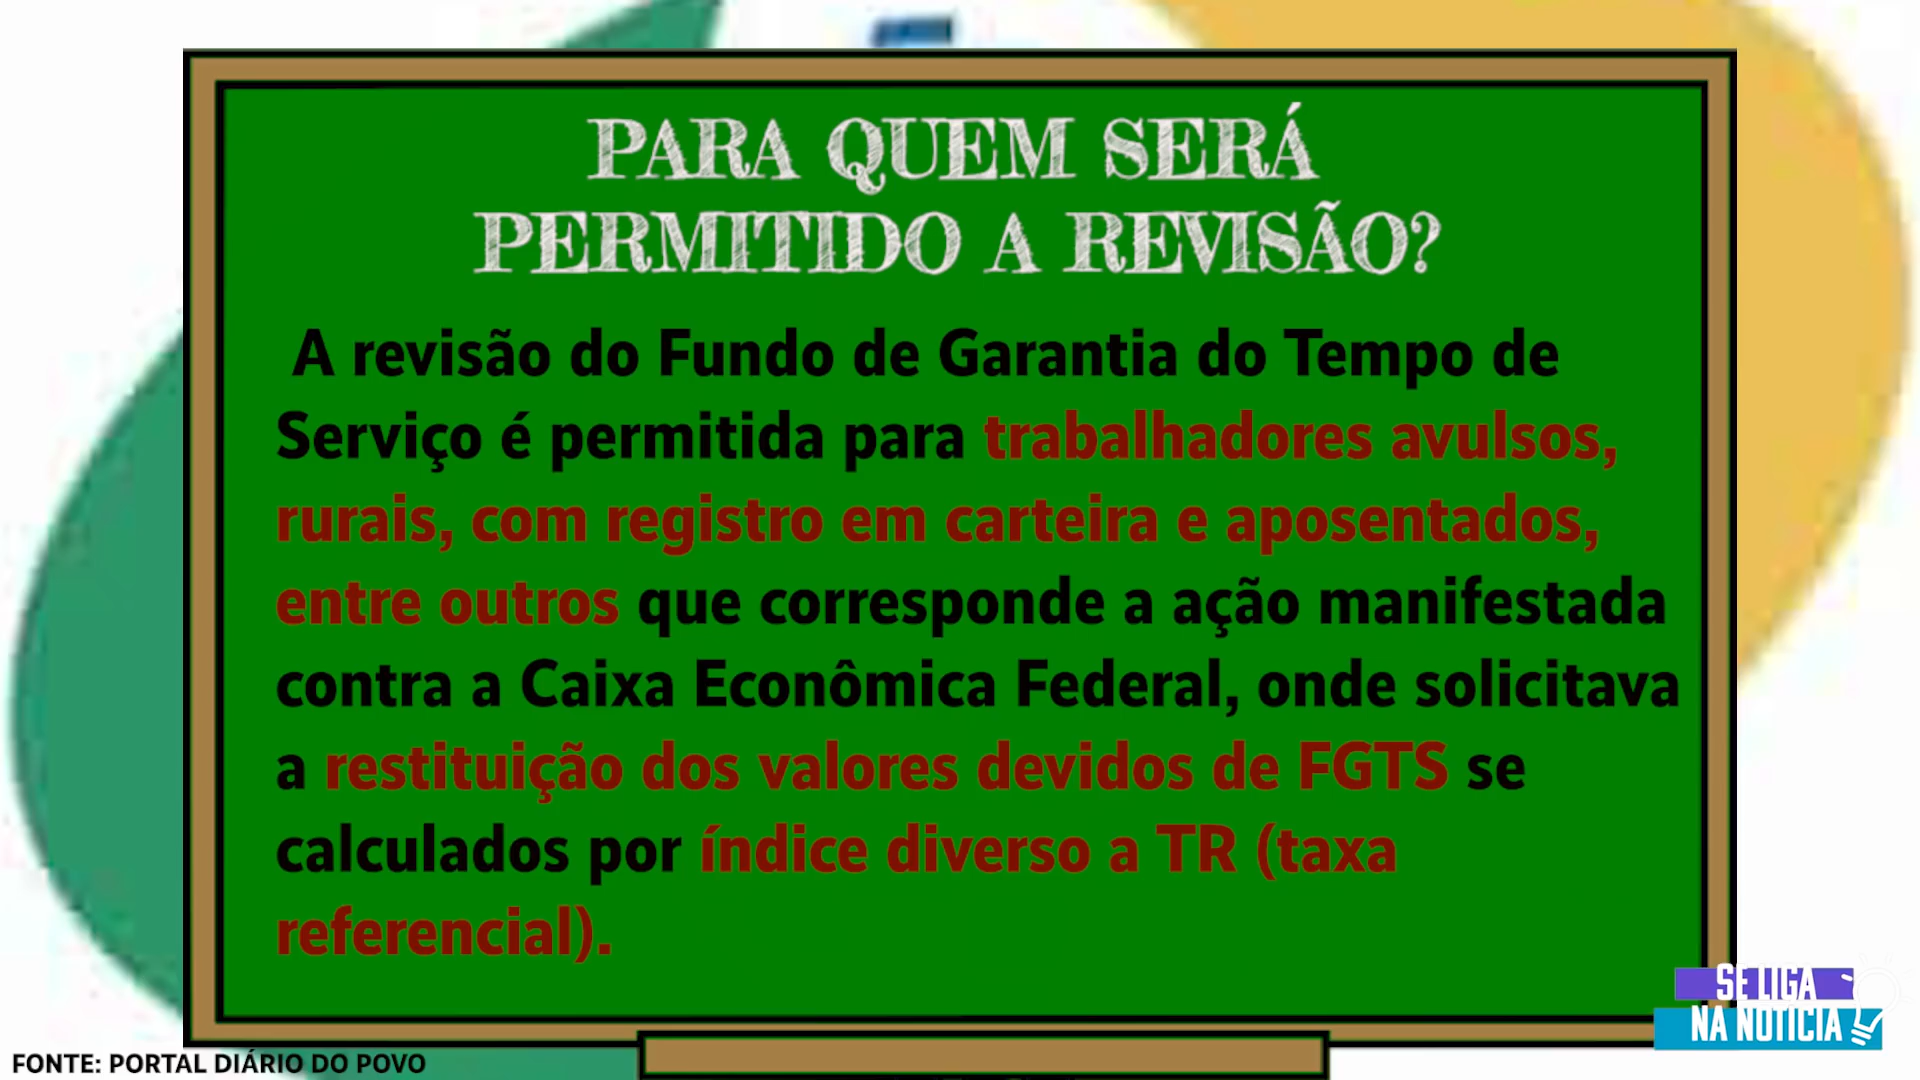 PARA QUEM SERÁ
PERMITIDO A REVISÃO?
A revisão do Fundo de Garantia do Tempo de
Serviço é permitida para trabalhadores avulsos,
rurais, com registro em carteira e aposentados,
entre outros que corresponde a ação manifestada
contra a Caixa Econômica Federal, onde solicitava
a restituição dos valores devidos de FGTS se
calculados por índice diverso a TR (taxa
referencial).
SE LIGA
NA NOTÍCIA
FONTE: PORTAL DIÁRIO DO POVO